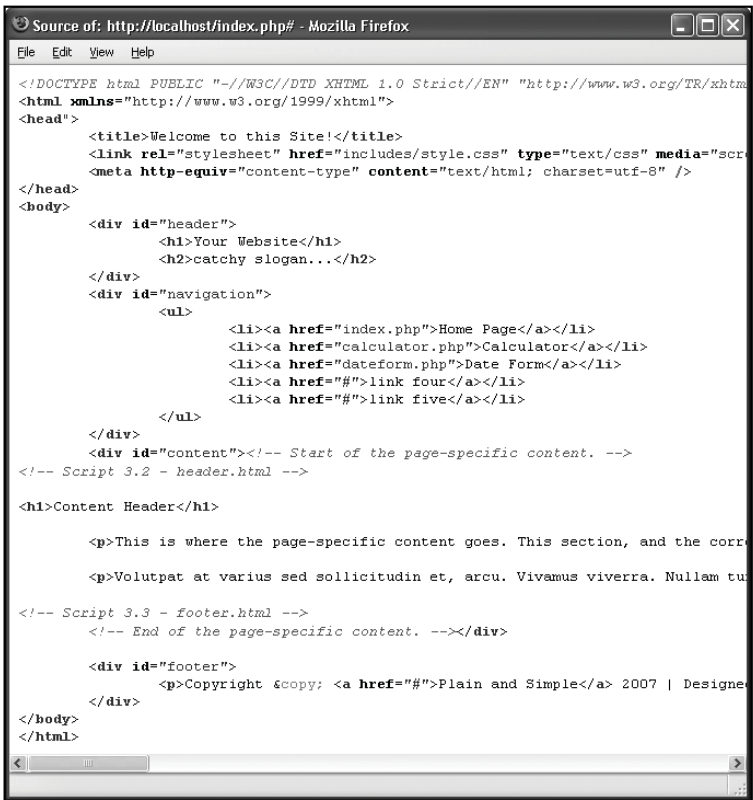 Source of: http://localhost/index.php# - Mozilla Firefox
File Edit View Help
<!DOCTYPE html PUBLIC "-//W3C//DTD XHTML 1.0 Strict//EN" "http://www.w3.org/TR/xhtm
<html xmlns="http://www.w3.org/1999/xhtml">
<head">
<title>Welcome to this Site!</title>
<link rel="stylesheet" href="includes/style.css" type="text/css" media="scre
<meta http-equiv="content-type" content="text/html; charset=utf-8" />
</head>
<body>
<div id="header">
<h1>Your Website</h1>
<h2>catchy slogan...</h2>
</div>
<div id="navigation">
<ul>
<li><a href="index.php">Home Page</a></li>
<li><a href="calculator.php">Calculator</a></li>
<li><a href="dateform.php">Date Form</a></li>
<li><a href="#">link four</a></li>
<li><a href="#">link five</a></li>
</ul>
</div>
<div id="content"><!-- Start of the page-specific content. -->
<!-- Script 3.2 - header.html -->
<h1>Content Header</h1>
<p>This is where the page-specific content goes. This section, and the corre
<p>Volutpat at varius sed sollicitudin et, arcu. Vivamus viverra. Nullam tu
<!-- Script 3.3 - footer.html -->
<!-- End of the page-specific content. --></div>
<div id="footer">
<p>Copyright &copy; <a href="#">Plain and Simple</a> 2007 | Designe
</div>
</body>
</html>